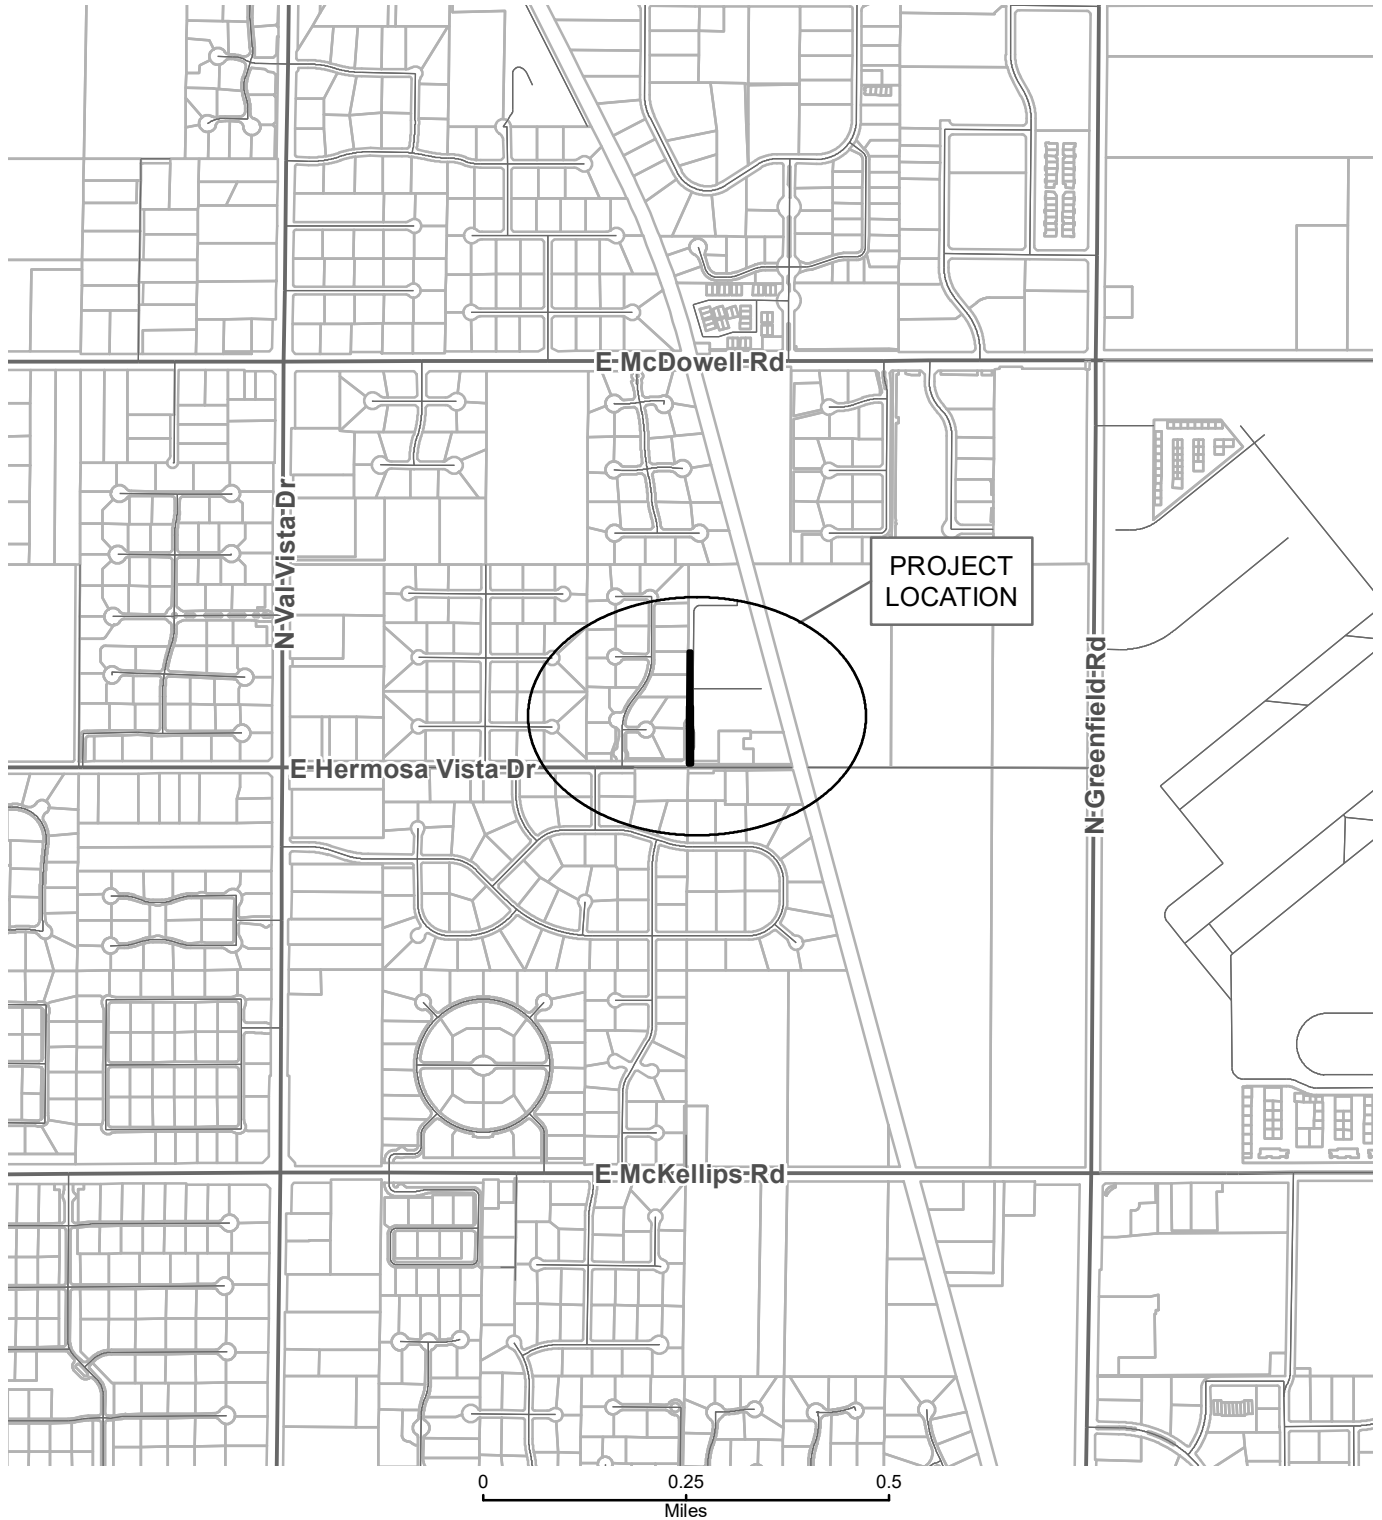 E McDowell Rd
N Val Vista Dr
PROJECT
LOCATION
N Greenfield Rd
E Hermosa Vista Dr
E McKellips Rd
0 0.25 0.5
Miles